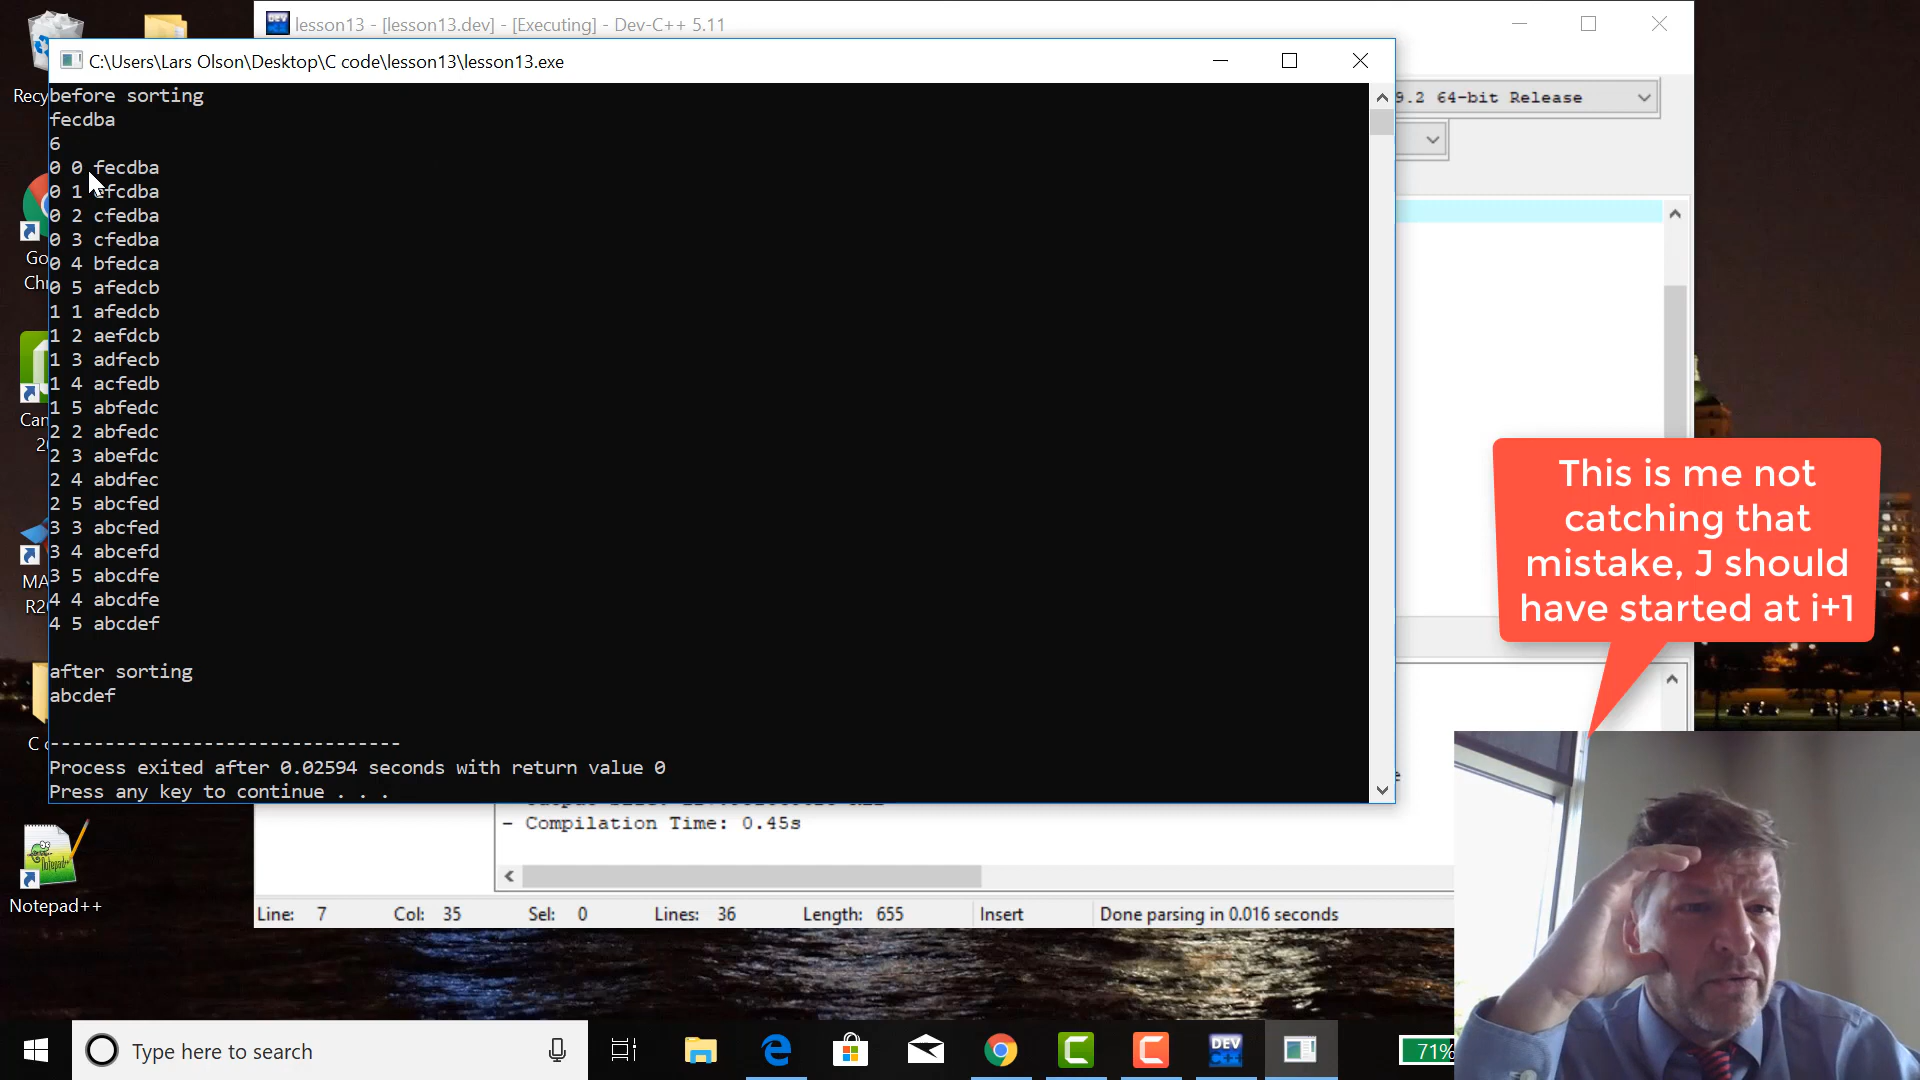 lesson13 - [lesson13.dev] - [Executing] - Dev-C++ 5.11
C:\Users\Lars Olson\Desktop\C code\lesson13\lesson13.exe
9.2 64-bit Release
before sorting
fecdba
6
0 0 fecdba
0 1 efcdba
0 2 cfedba
0 3 cfedba
0 4 bfedca
0 5 afedcb
1 1 afedcb
1 2 aefdcb
1 3 adfecb
1 4 acfedb
1 5 abfedc
2 2 abfedc
2 3 abefdc
2 4 abdfec
2 5 abcfed
3 3 abcfed
3 4 abcefd
3 5 abcdfe
4 4 abcdfe
4 5 abcdef
after sorting
abcdef
--------------------------------
Process exited after 0.02594 seconds with return value 0
Press any key to continue . . .
This is me not
catching that
mistake, J should
have started at i+1
- Compilation Time: 0.45s
Line: 7 Col: 35 Sel: 0 Lines: 36 Length: 655 Insert Done parsing in 0.016 seconds
Notepad++
Type here to search
DEV
71%